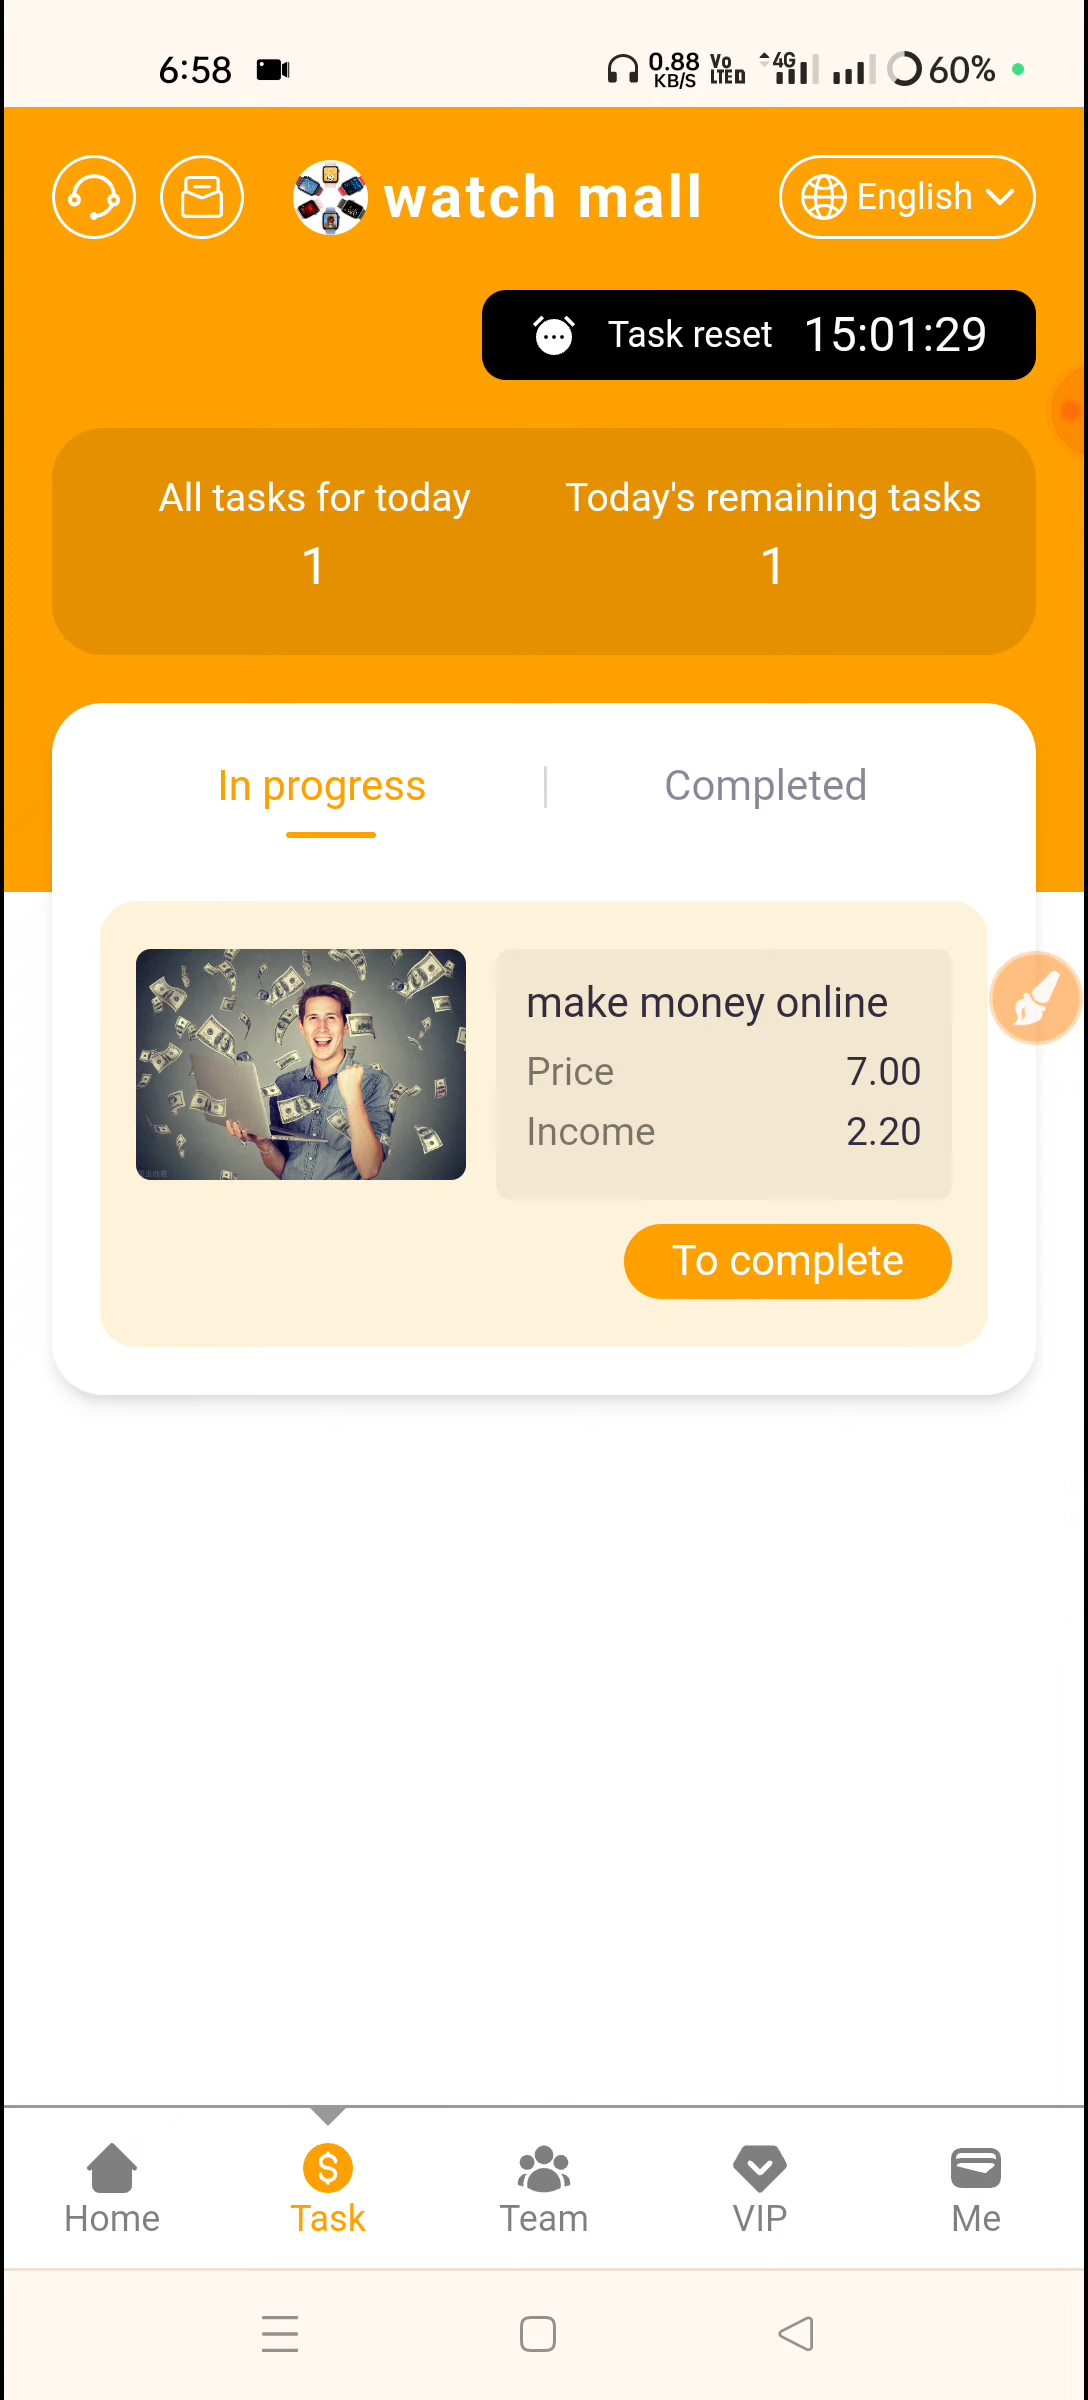 6:58
0.88
KB/S
Vo
LTE D
4G
60%
watch mall
English
Task reset 15:01:29
All tasks for today
Today's remaining tasks
1
1
In progress
Completed
make money online
Price 7.00
Income 2.20
To complete
Home
Task
Team
VIP
Me